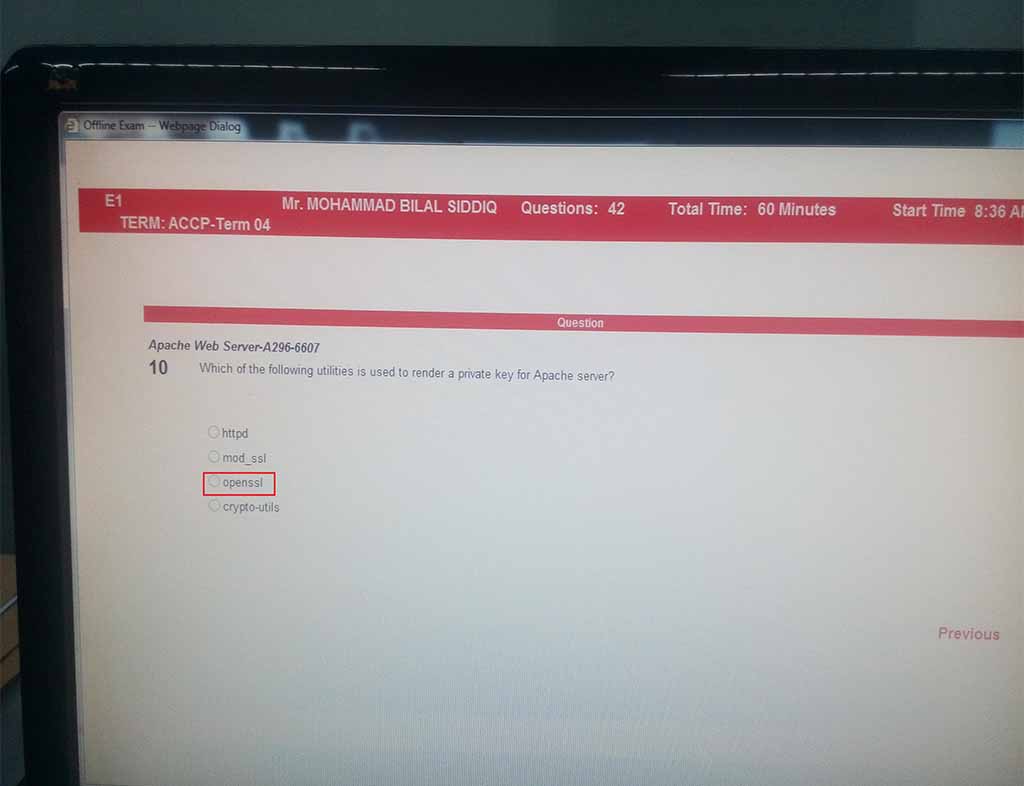 Offline Exam -- Webpage Dialog
E1 Mr. MOHAMMAD BILAL SIDDIQ Questions: 42 Total Time: 60 Minutes Start Time 8:36
TERM: ACCP-Term 04
Question
Apache Web Server-A296-6607
10 Which of the following utilities is used to render a private key for Apache server?
httpd
mod_ssl
openssl
crypto-utils
Previous